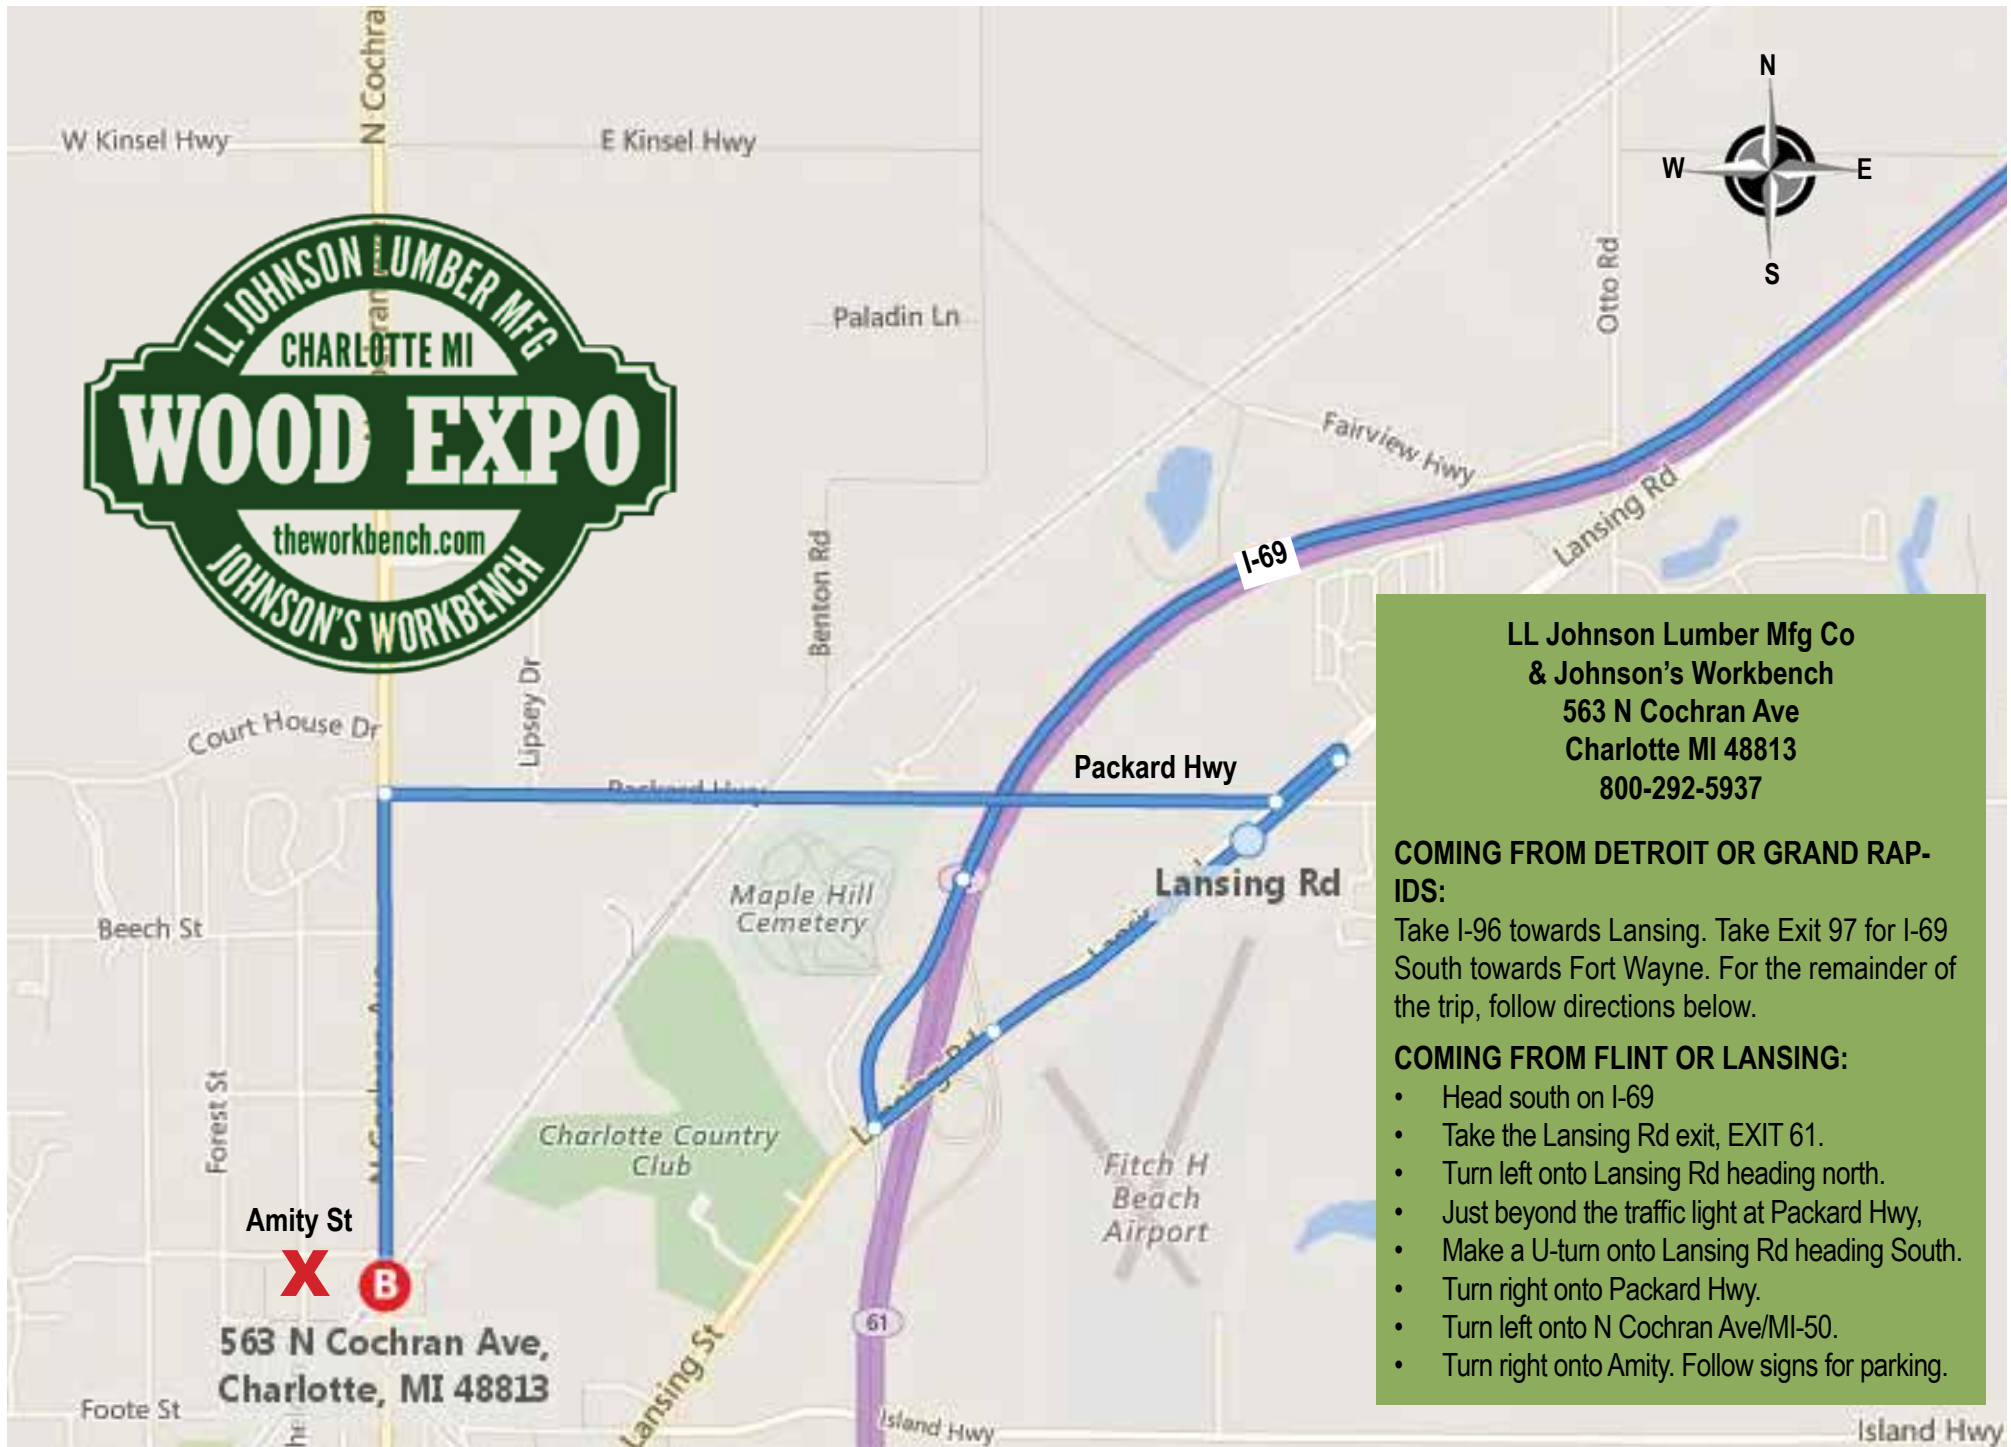 N Cochra
N
W Kinsel Hwy
E Kinsel Hwy
W
E
S
Otto Rd
LL JOHNSON LUMBER MFG
CHARLOTTE MI
WOOD EXPO
theworkbench.com
JOHNSON'S WORKBENCH
Paladin Ln
Fairview Hwy
Lansing Rd
I-69
Benton Rd
Lipsey Dr
Court House Dr
Packard Hwy
Packard Hwy
Lansing Rd
Maple Hill
Cemetery
Beech St
N Cochran Ave
Forest St
Charlotte Country
Club
Fitch H
Beach
Airport
Amity St
X
B
563 N Cochran Ave,
Charlotte, MI 48813
61
Lansing St
Foote St
Island Hwy
Island Hwy
LL Johnson Lumber Mfg Co
& Johnson’s Workbench
563 N Cochran Ave
Charlotte MI 48813
800-292-5937
COMING FROM DETROIT OR GRAND RAP-
IDS:
Take I-96 towards Lansing. Take Exit 97 for I-69
South towards Fort Wayne. For the remainder of
the trip, follow directions below.
COMING FROM FLINT OR LANSING:
• Head south on I-69
• Take the Lansing Rd exit, EXIT 61.
• Turn left onto Lansing Rd heading north.
• Just beyond the traffic light at Packard Hwy,
• Make a U-turn onto Lansing Rd heading South.
• Turn right onto Packard Hwy.
• Turn left onto N Cochran Ave/MI-50.
• Turn right onto Amity. Follow signs for parking.